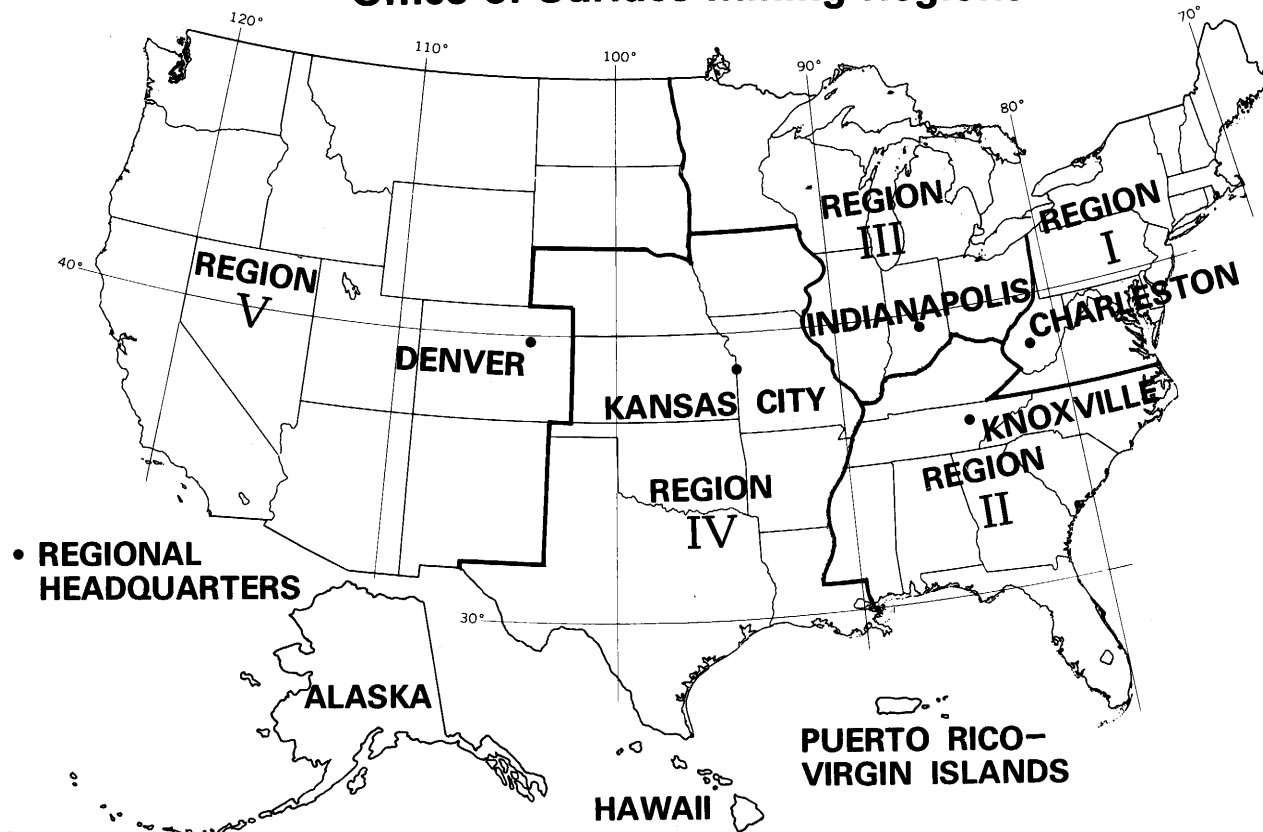 Office of Surface Mining Regions
120°
110°
100°
90°
80°
70°
40°
30°
REGION
V
REGION
III
REGION
I
DENVER
INDIANAPOLIS
CHARLESTON
KANSAS CITY
KNOXVILLE
REGION
IV
REGION
II
• REGIONAL
HEADQUARTERS
ALASKA
HAWAII
PUERTO RICO–
VIRGIN ISLANDS